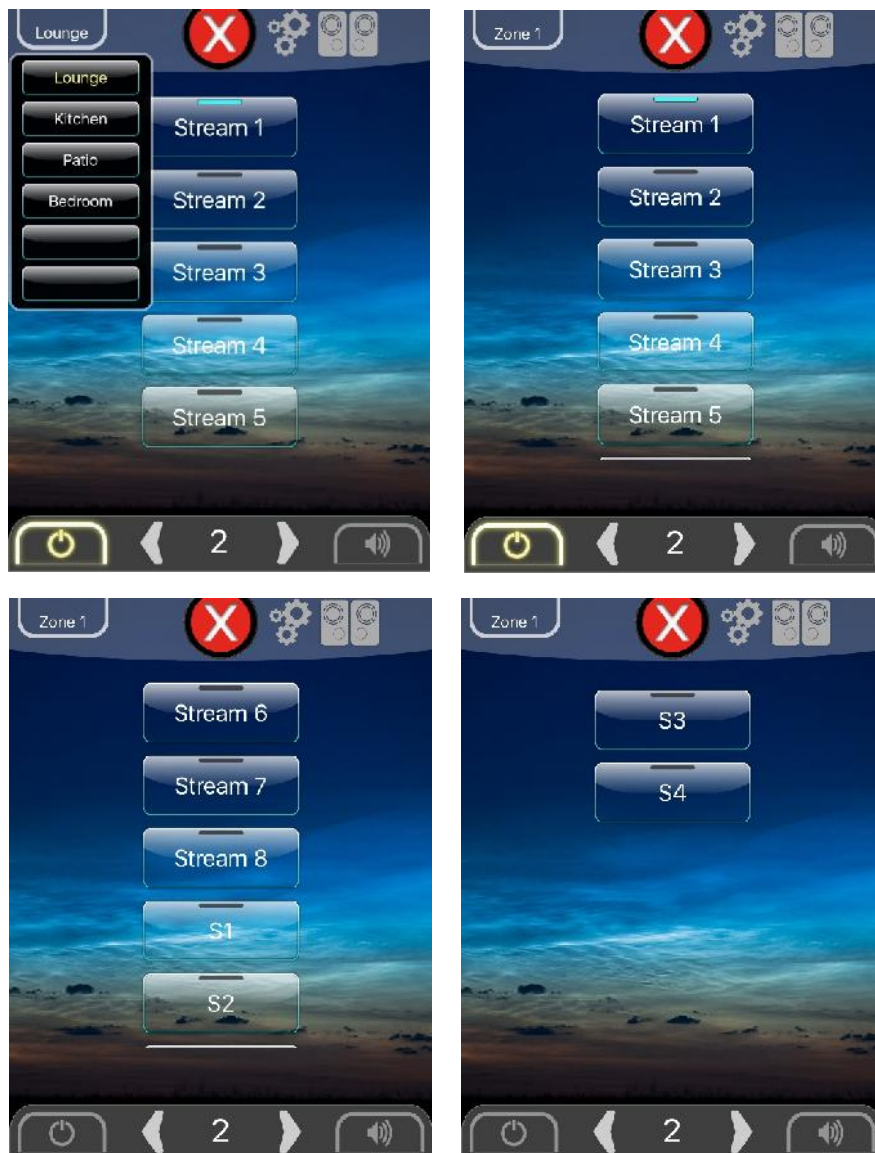 Lounge
X
Lounge
Kitchen
Patio
Bedroom
Stream 1
Stream 2
Stream 3
Stream 4
Stream 5
2
Zone 1
X
Stream 1
Stream 2
Stream 3
Stream 4
Stream 5
2
Zone 1
X
Stream 6
Stream 7
Stream 8
S1
S2
2
Zone 1
X
S3
S4
2